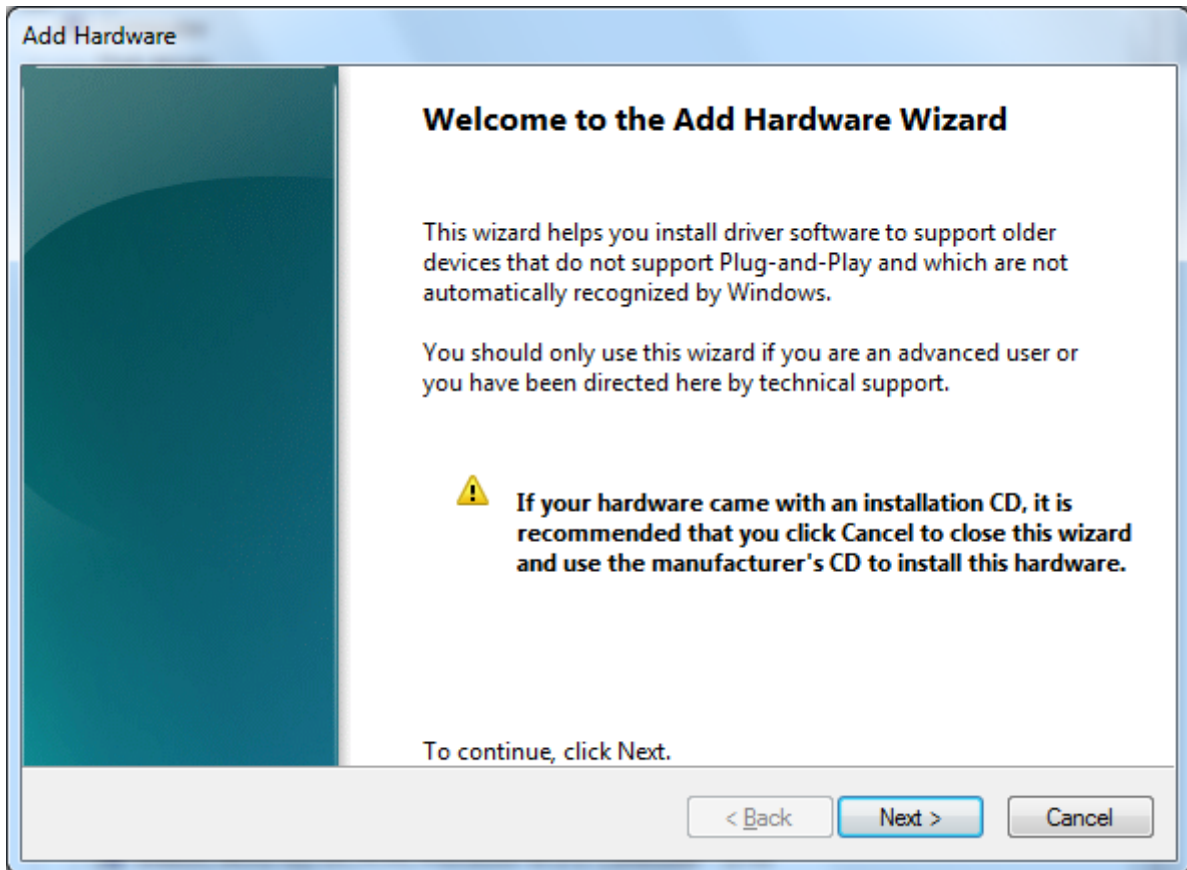 Add Hardware
Welcome to the Add Hardware Wizard
This wizard helps you install driver software to support older
devices that do not support Plug-and-Play and which are not
automatically recognized by Windows.
You should only use this wizard if you are an advanced user or
you have been directed here by technical support.
If your hardware came with an installation CD, it is
recommended that you click Cancel to close this wizard
and use the manufacturer's CD to install this hardware.
To continue, click Next.
< Back Next > Cancel